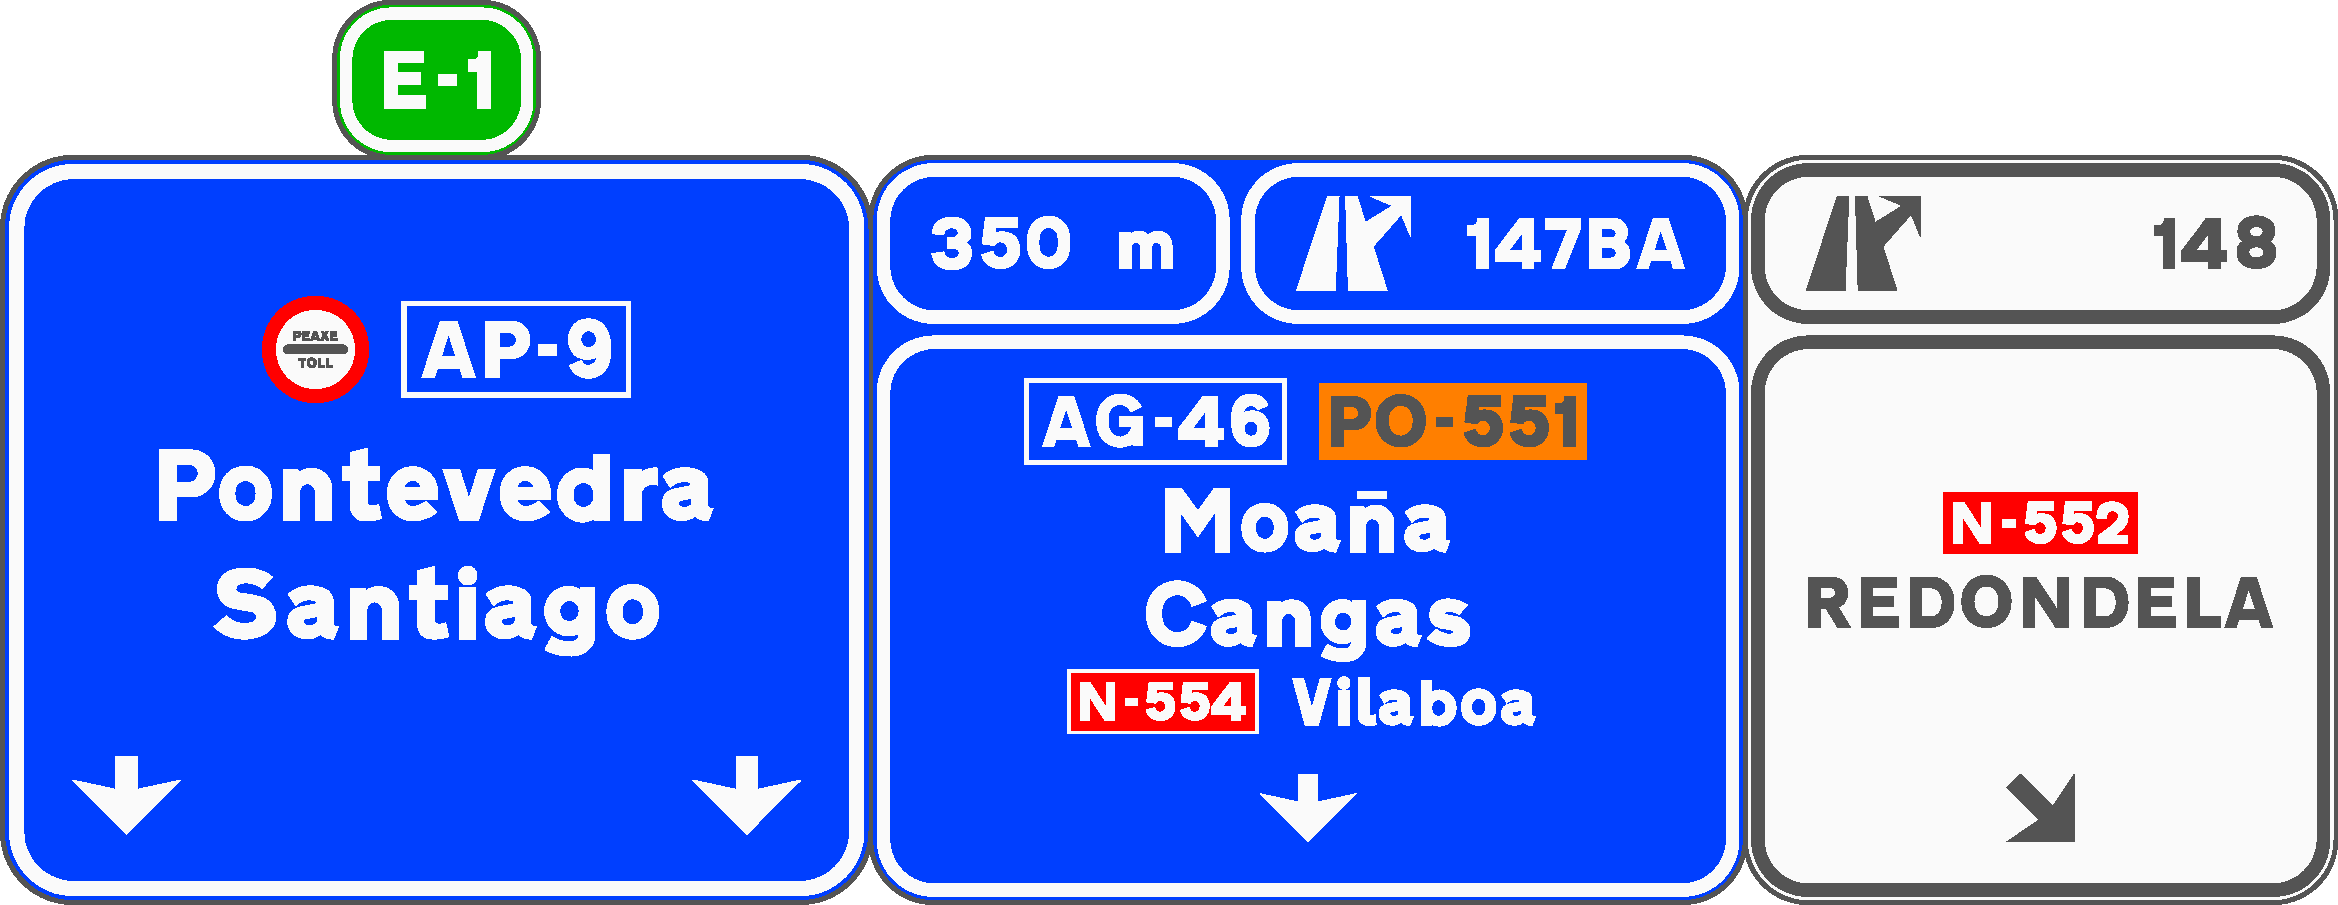 E-1
PEAXE
TOLL
AP-9
Pontevedra
Santiago
350 m
147BA
AG-46 PO-551
Moaña
Cangas
N-554 Vilaboa
148
N-552
REDONDELA